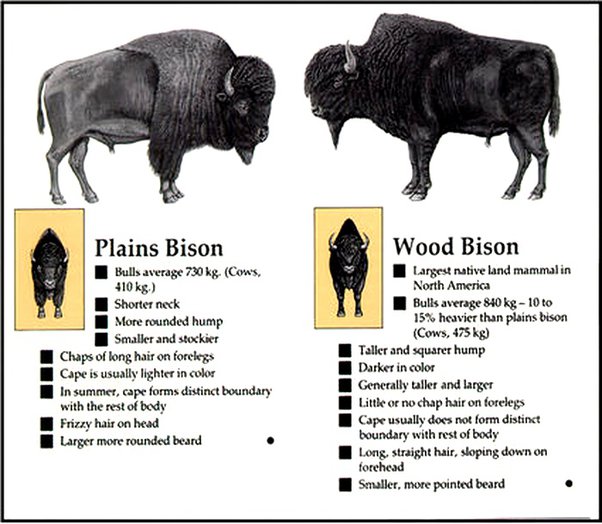 Plains Bison
Bulls average 730 kg. (Cows,
410 kg.)
Shorter neck
More rounded hump
Smaller and stockier
Chaps of long hair on forelegs
Cape is usually lighter in color
In summer, cape forms distinct boundary
with the rest of body
Frizzy hair on head
Larger more rounded beard
Wood Bison
Largest native land mammal in
North America
Bulls average 840 kg – 10 to
15% heavier than plains bison
(Cows, 475 kg)
Taller and squarer hump
Darker in color
Generally taller and larger
Little or no chap hair on forelegs
Cape usually does not form distinct
boundary with rest of body
Long, straight hair, sloping down on
forehead
Smaller, more pointed beard